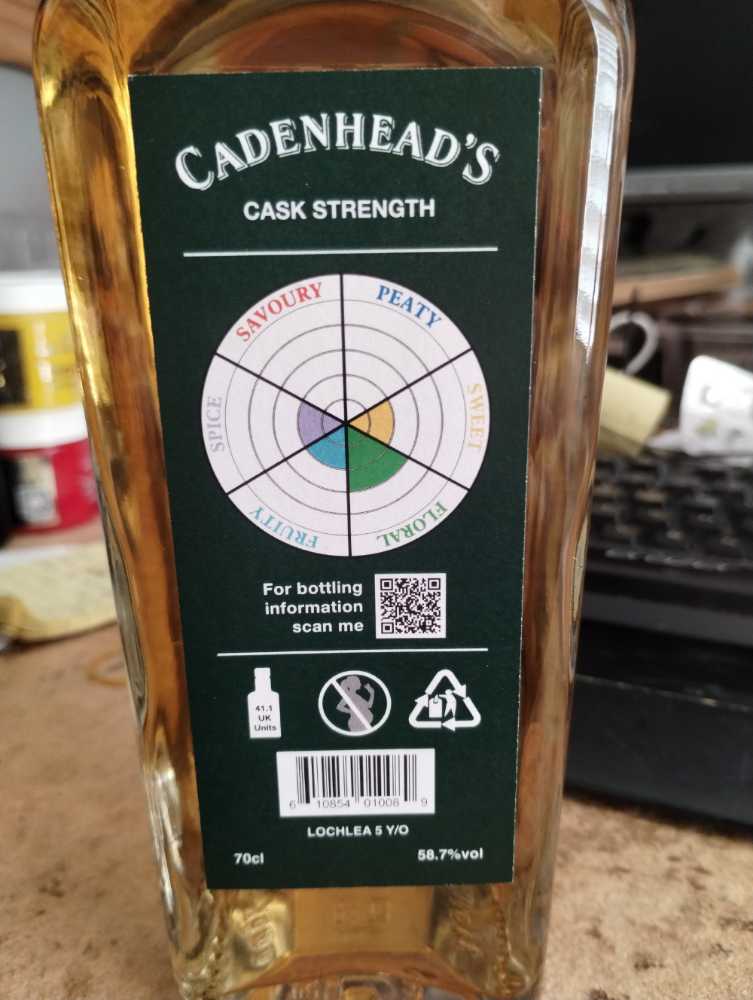 CADENHEAD'S
CASK STRENGTH
SAVOURY
PEATY
SPICE
SWEET
FRUITY
FLORAL
For bottling
information
scan me
41.1
UK
Units
6 10854 01008 9
LOCHLEA 5 Y/O
70cl
58.7%vol